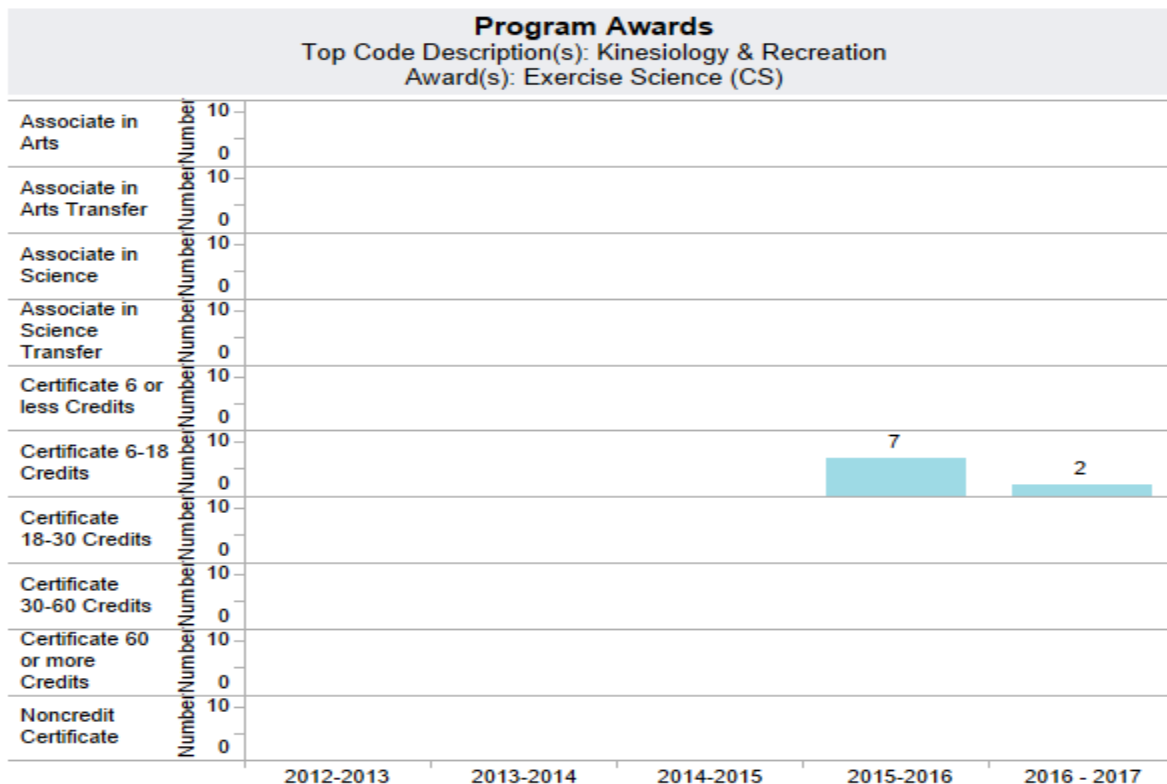 Program Awards
Top Code Description(s): Kinesiology & Recreation
Award(s): Exercise Science (CS)
Associate in
Arts
Number
10
0
Associate in
Arts Transfer
Number
10
0
Associate in
Science
Number
10
0
Associate in
Science
Transfer
Number
10
0
Certificate 6 or
less Credits
Number
10
0
Certificate 6-18
Credits
Number
10
0
7
2
Certificate
18-30 Credits
Number
10
0
Certificate
30-60 Credits
Number
10
0
Certificate 60
or more
Credits
Number
10
0
Noncredit
Certificate
Number
10
0
2012-2013 2013-2014 2014-2015 2015-2016 2016 - 2017